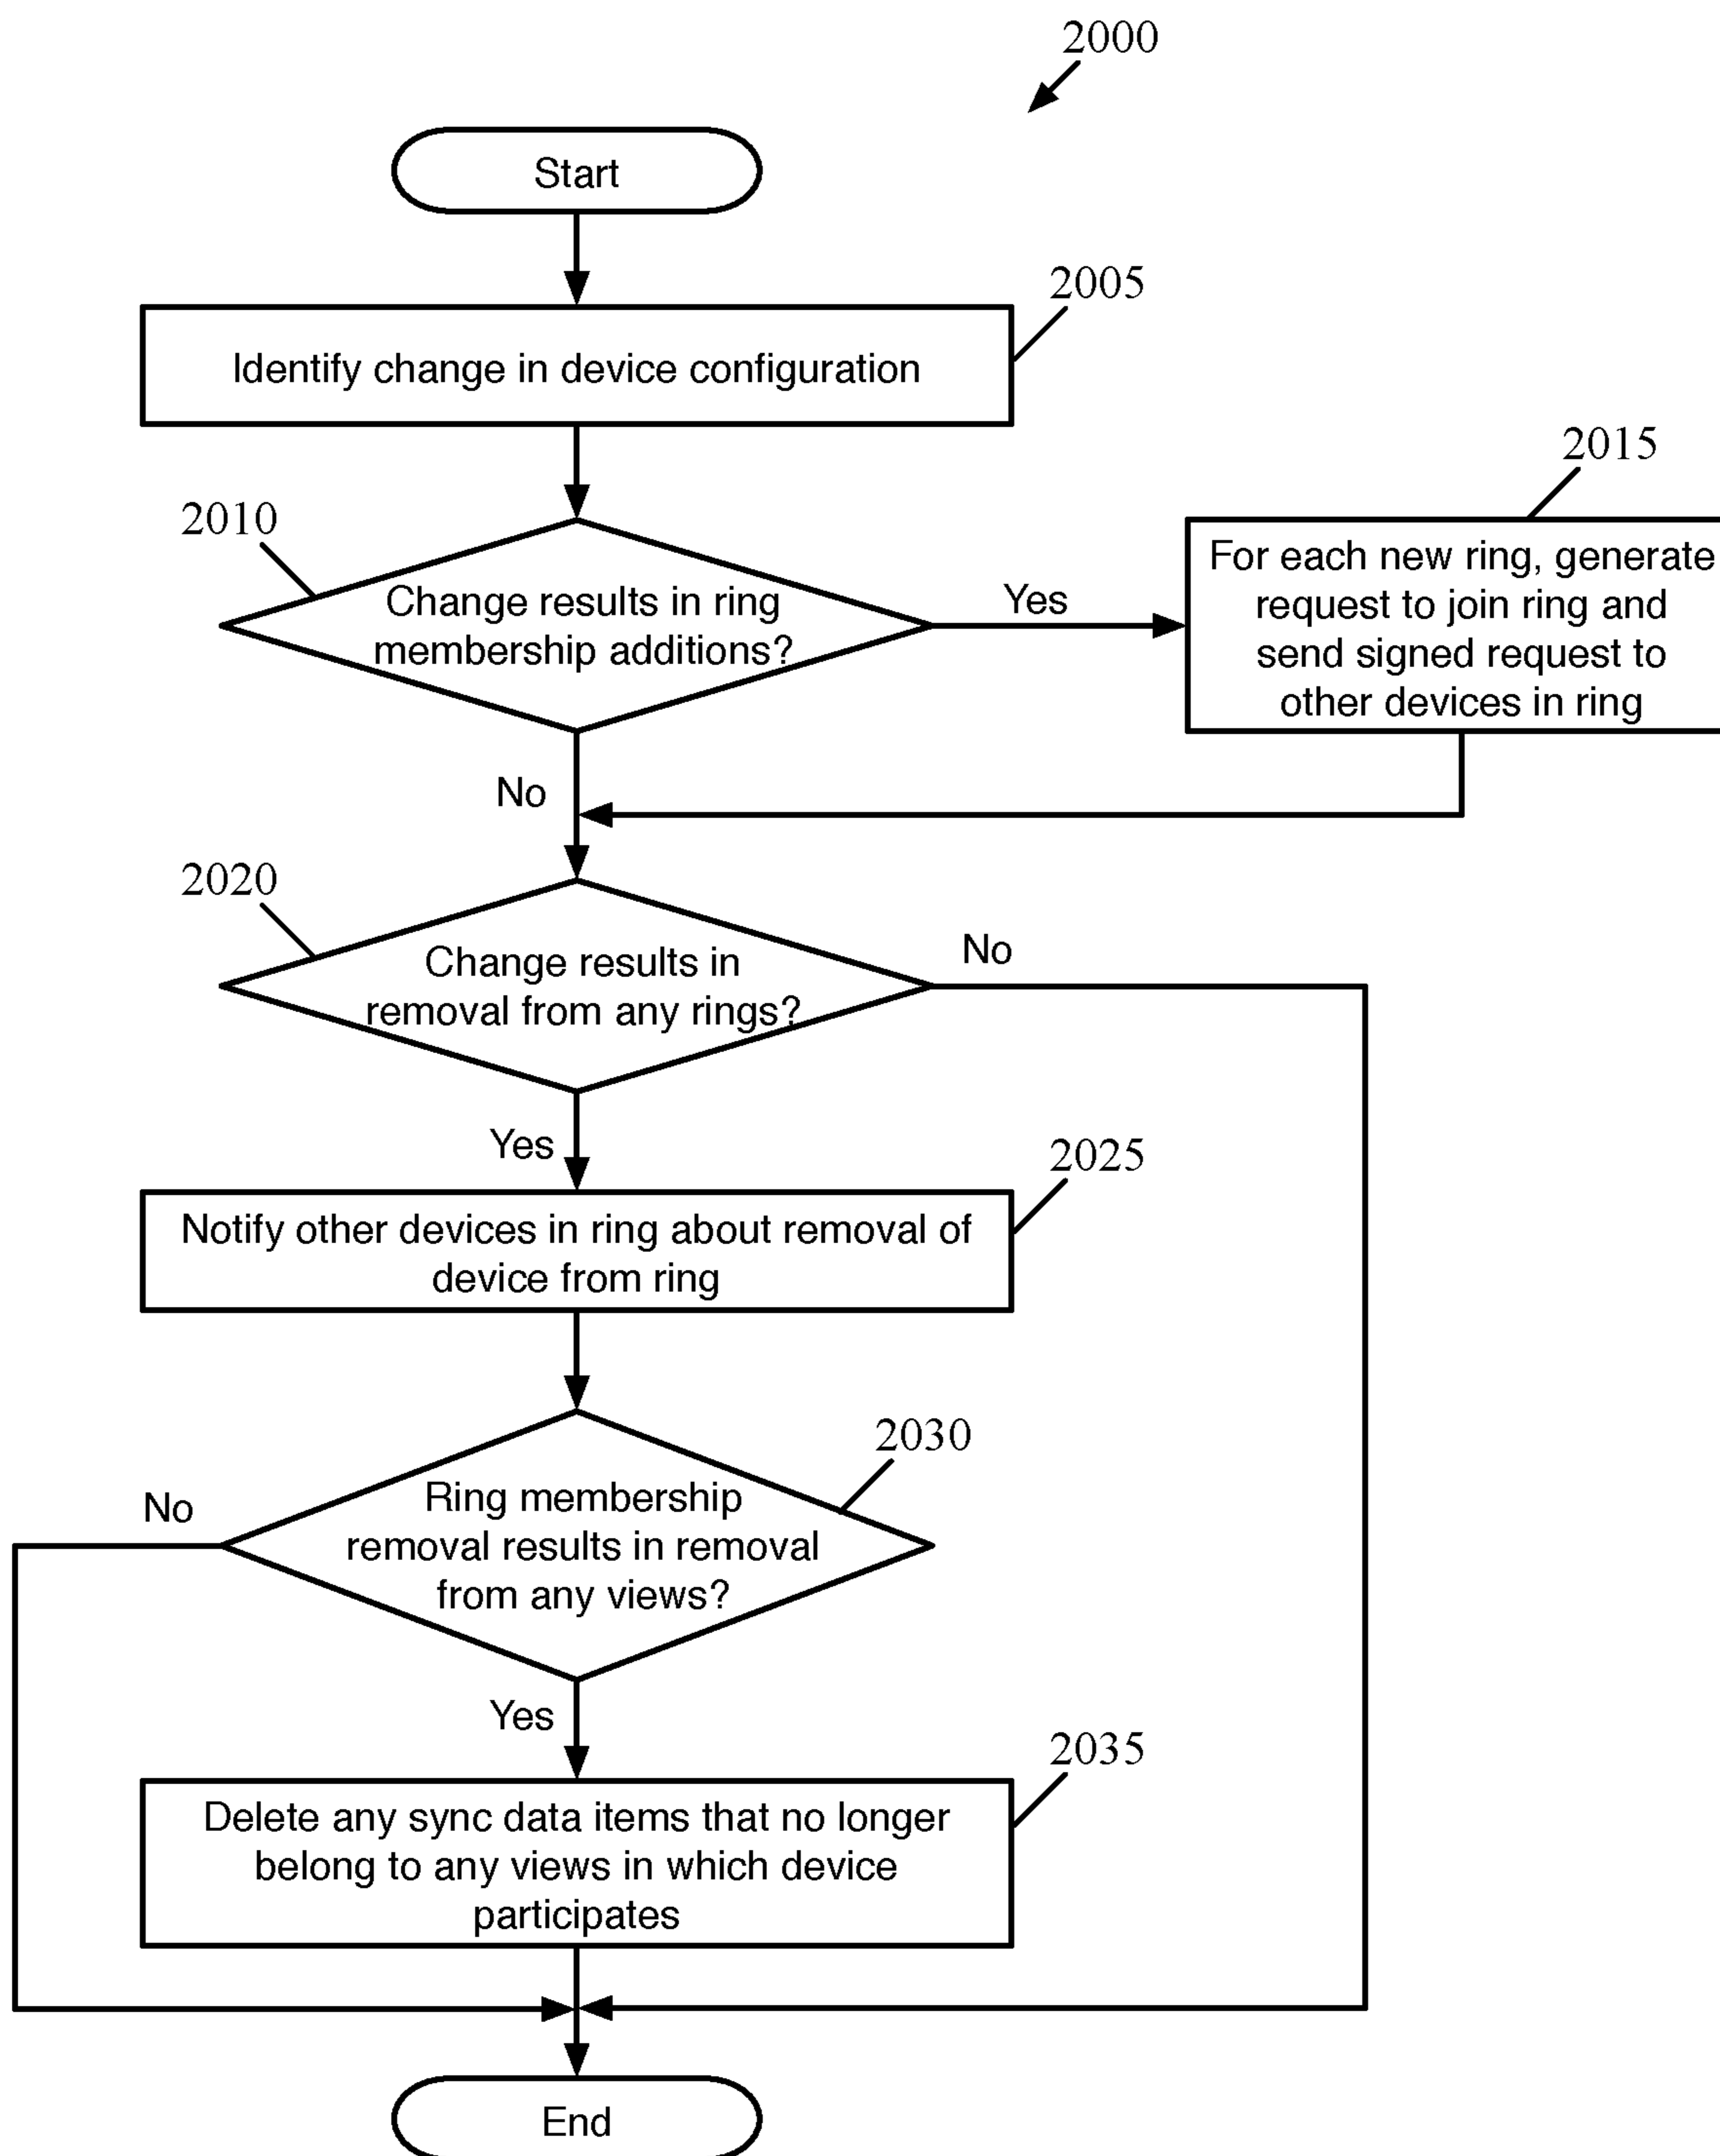 2000
Start
2005
Identify change in device configuration
2015
2010
For each new ring, generate
request to join ring and
send signed request to
other devices in ring
Change results in ring
membership additions?
Yes
No
2020
Change results in
removal from any rings?
No
Yes
2025
Notify other devices in ring about removal of
device from ring
2030
Ring membership
removal results in removal
from any views?
No
Yes
2035
Delete any sync data items that no longer
belong to any views in which device
participates
End